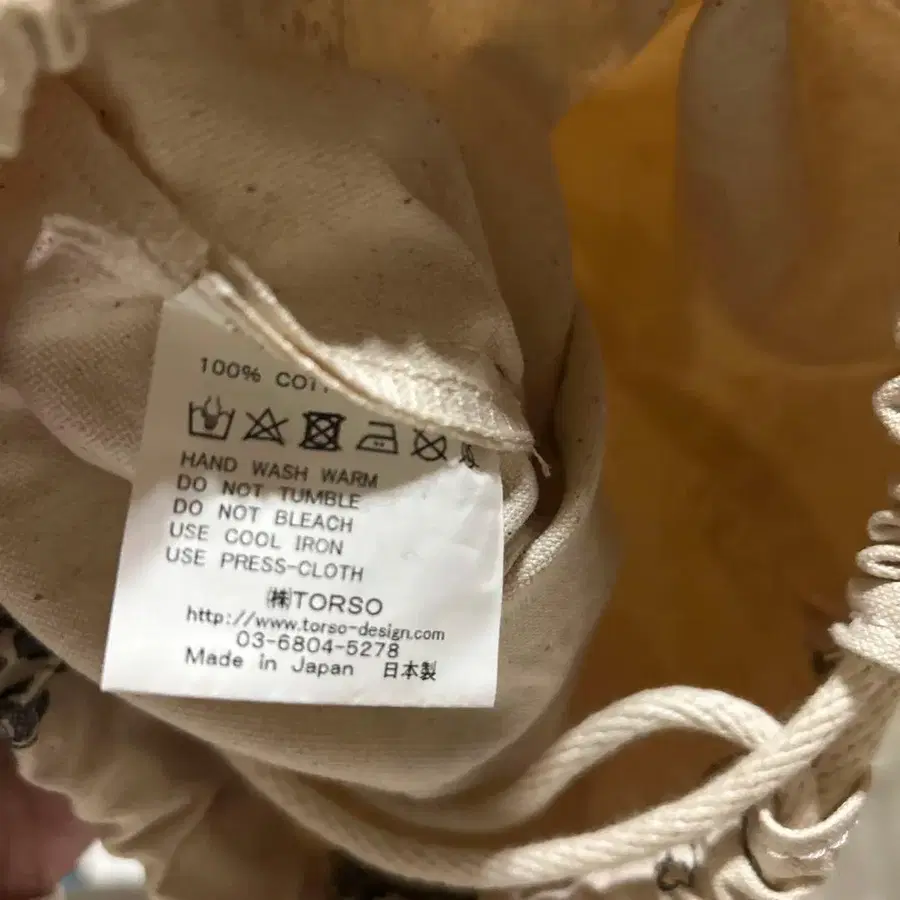 100% COTT
HAND WASH WARM
DO NOT TUMBLE
DO NOT BLEACH
USE COOL IRON
USE PRESS-CLOTH
㈱TORSO
http://www.torso-design.com
03-6804-5278
Made in Japan 日本製